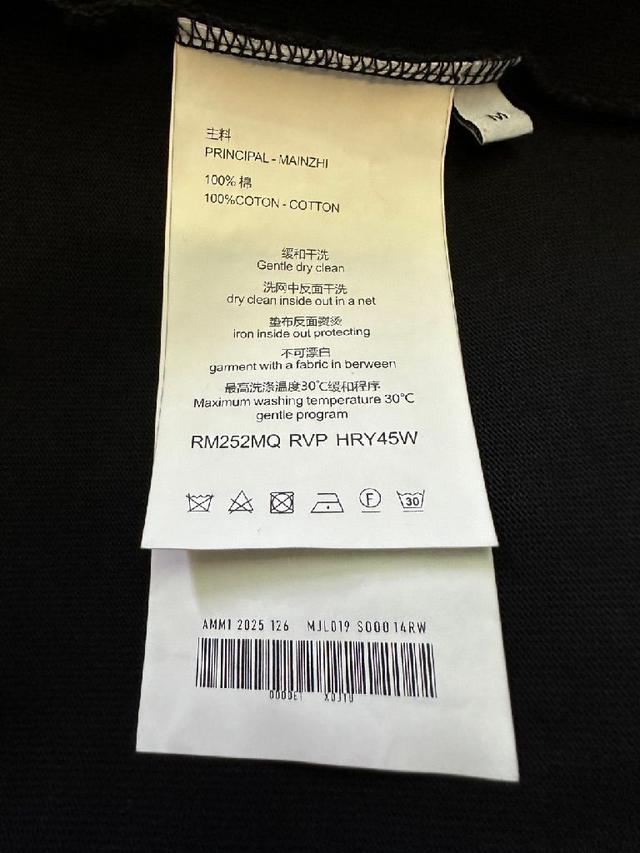 M
主料
PRINCIPAL - MAINZHI
100% 棉
100%COTON - COTTON
缓和干洗
Gentle dry clean
洗网中反面干洗
dry clean inside out in a net
垫布反面熨烫
iron inside out protecting
不可漂白
garment with a fabric in berween
最高洗涤温度30℃缓和程序
Maximum washing temperature 30℃
gentle program
RM252MQ RVP HRY45W
F
30
AMM1 2025 126 MJL019 S000 14RW